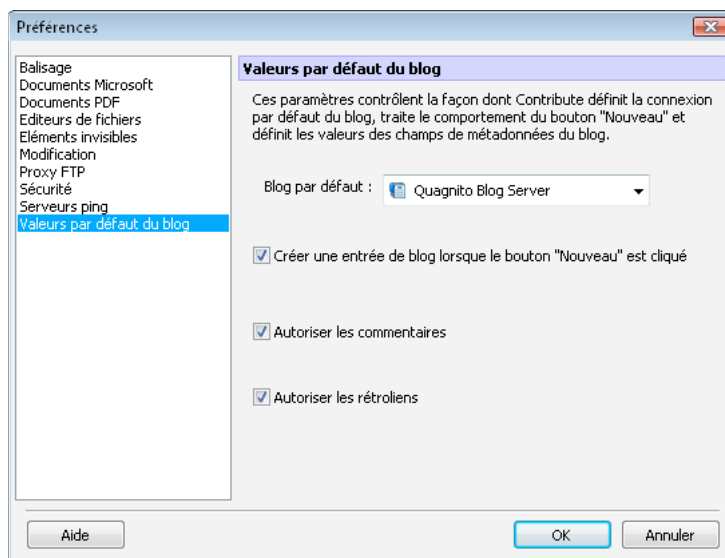 Préférences
Balisage
Documents Microsoft
Documents PDF
Editeurs de fichiers
Eléments invisibles
Modification
Proxy FTP
Sécurité
Serveurs ping
Valeurs par défaut du blog
Valeurs par défaut du blog
Ces paramètres contrôlent la façon dont Contribute définit la connexion
par défaut du blog, traite le comportement du bouton "Nouveau" et
définit les valeurs des champs de métadonnées du blog.
Blog par défaut : Quagnito Blog Server
Créer une entrée de blog lorsque le bouton "Nouveau" est cliqué
Autoriser les commentaires
Autoriser les rétroliens
Aide OK Annuler